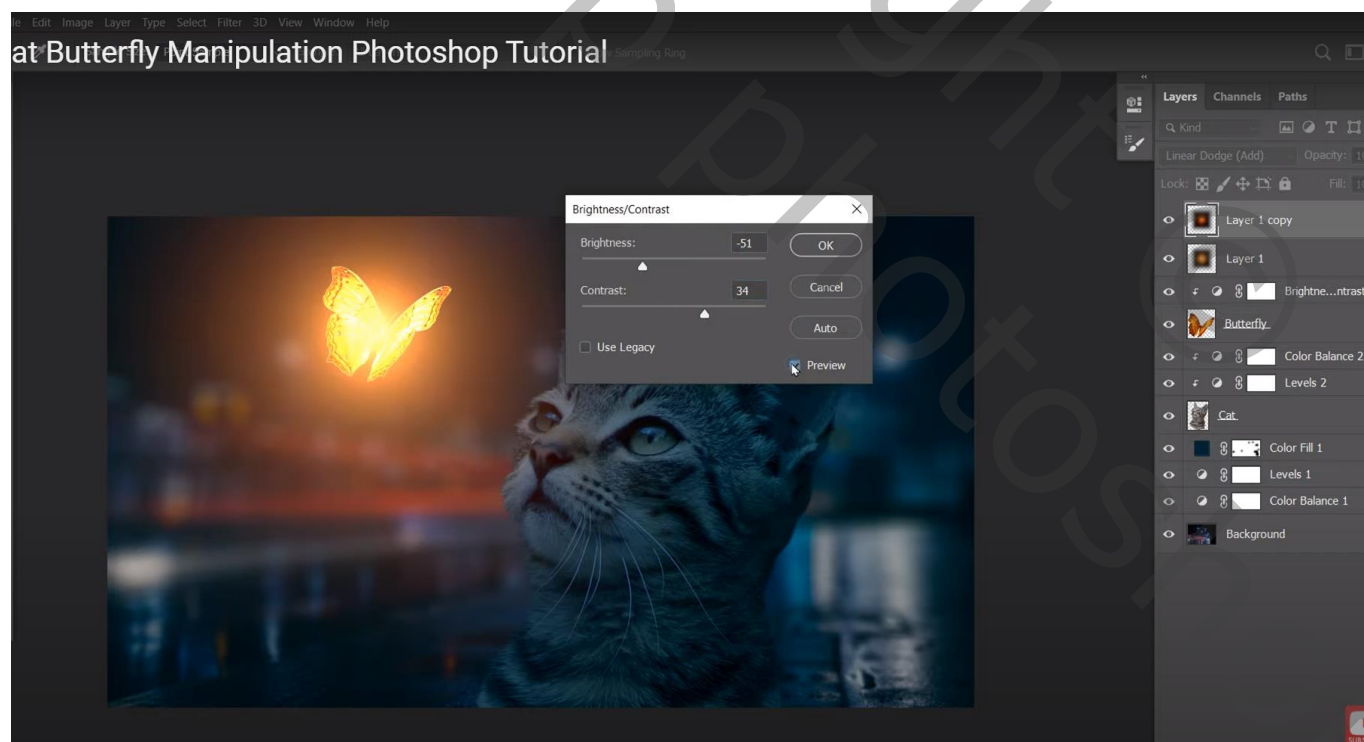 le Edit Image Layer Type Select Filter 3D View Window Help
at Butterfly Manipulation Photoshop Tutorial
Sampling Ring
Layers Channels Paths
Kind
Linear Dodge (Add) Opacity:
Lock: Fill:
Brightness/Contrast
Brightness: -51 OK
Contrast: 34 Cancel
Auto
Use Legacy
Preview
Layer 1 copy
Layer 1
Brightne...ntrast
Butterfly
Color Balance 2
Levels 2
Cat
Color Fill 1
Levels 1
Color Balance 1
Background